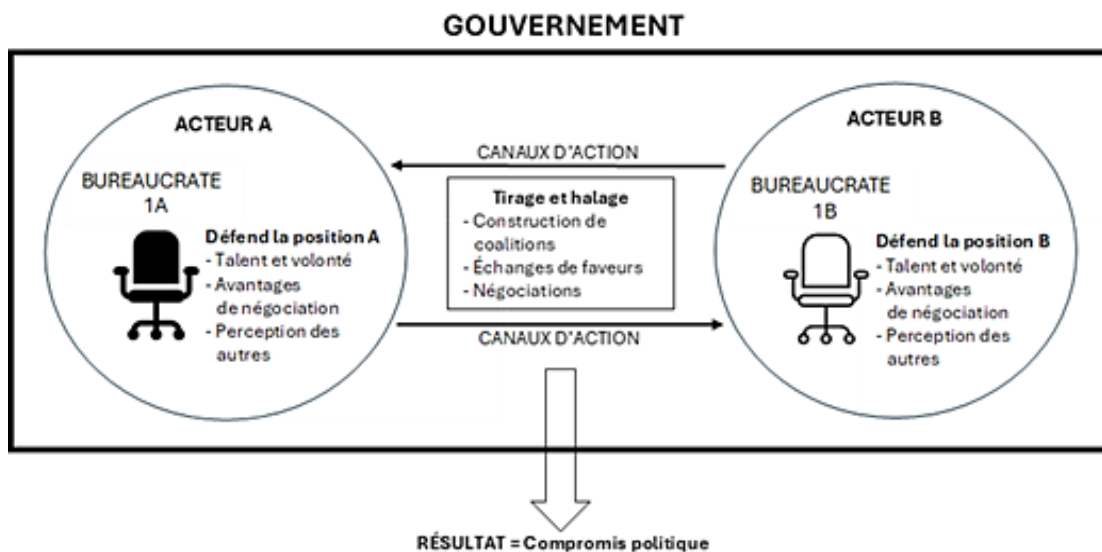 GOUVERNEMENT
ACTEUR A
BUREAUCRATE
1A
Défend la position A
- Talent et volonté
- Avantages
de négociation
- Perception des
autres
CANAUX D'ACTION
Tirage et halage
- Construction de
coalitions
- Échanges de faveurs
- Négociations
CANAUX D'ACTION
ACTEUR B
BUREAUCRATE
1B
Défend la position B
- Talent et volonté
- Avantages
de négociation
- Perception des
autres
RÉSULTAT = Compromis politique